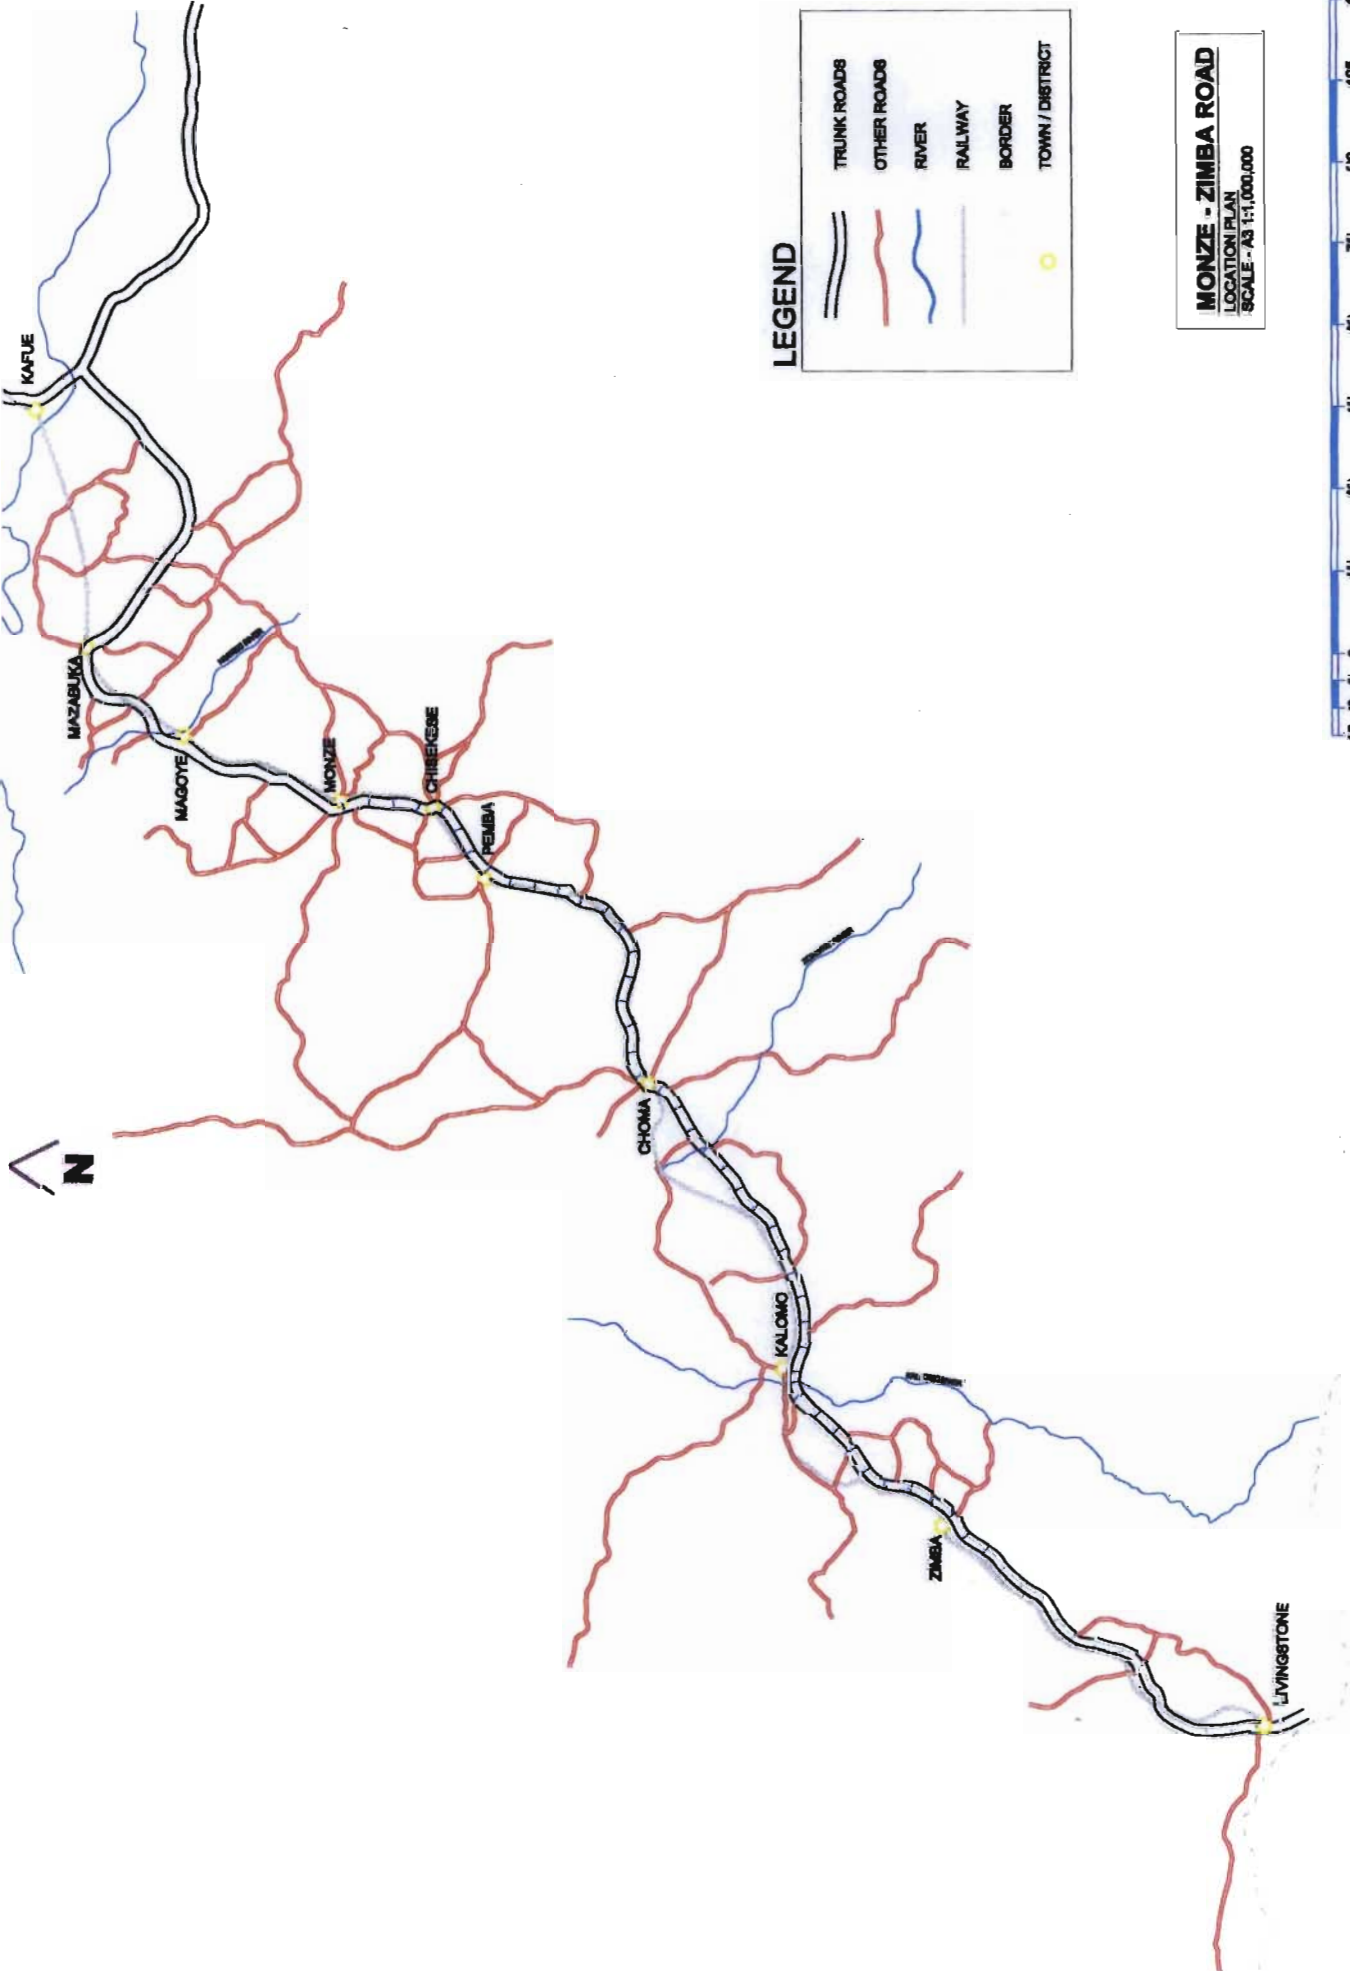 KAFUE
MAZABUKA
MAGOYE
MONZE
CHISEKESE
PEMBA
N
CHOMA
KALOMO
ZIMBA
LIVINGSTONE
LEGEND
TRUNK ROADS
OTHER ROADS
RIVER
RAILWAY
BORDER
TOWN / DISTRICT
MONZE - ZIMBA ROAD
LOCATION PLAN
SCALE - A3 1:1,000,000